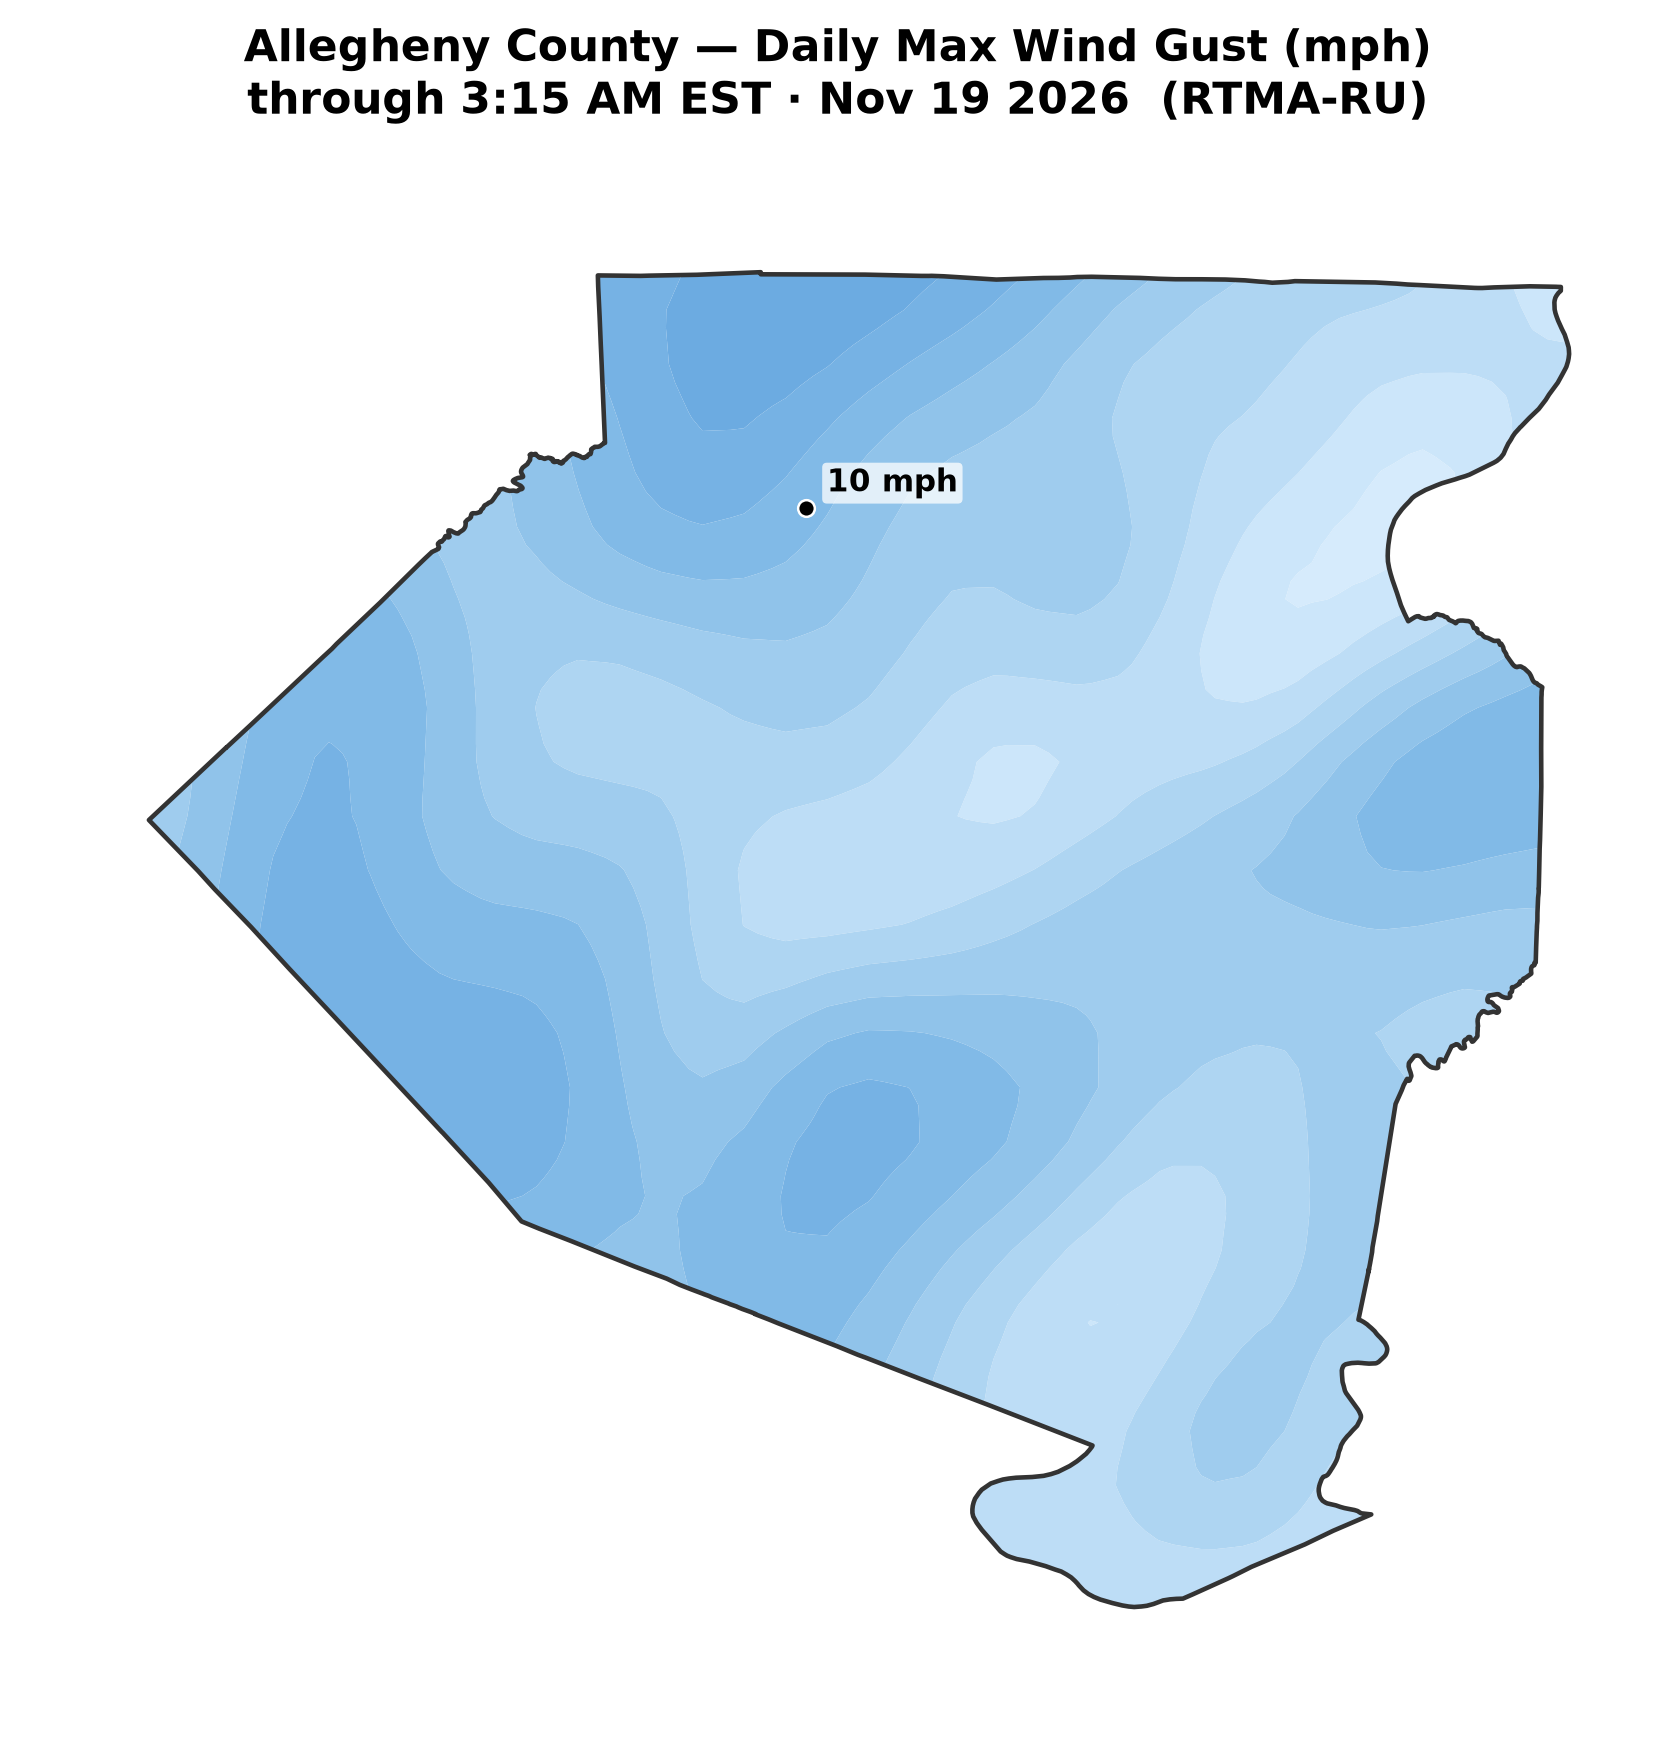 Allegheny County — Daily Max Wind Gust (mph)
through 3:15 AM EST · Nov 19 2026 (RTMA-RU)
10 mph